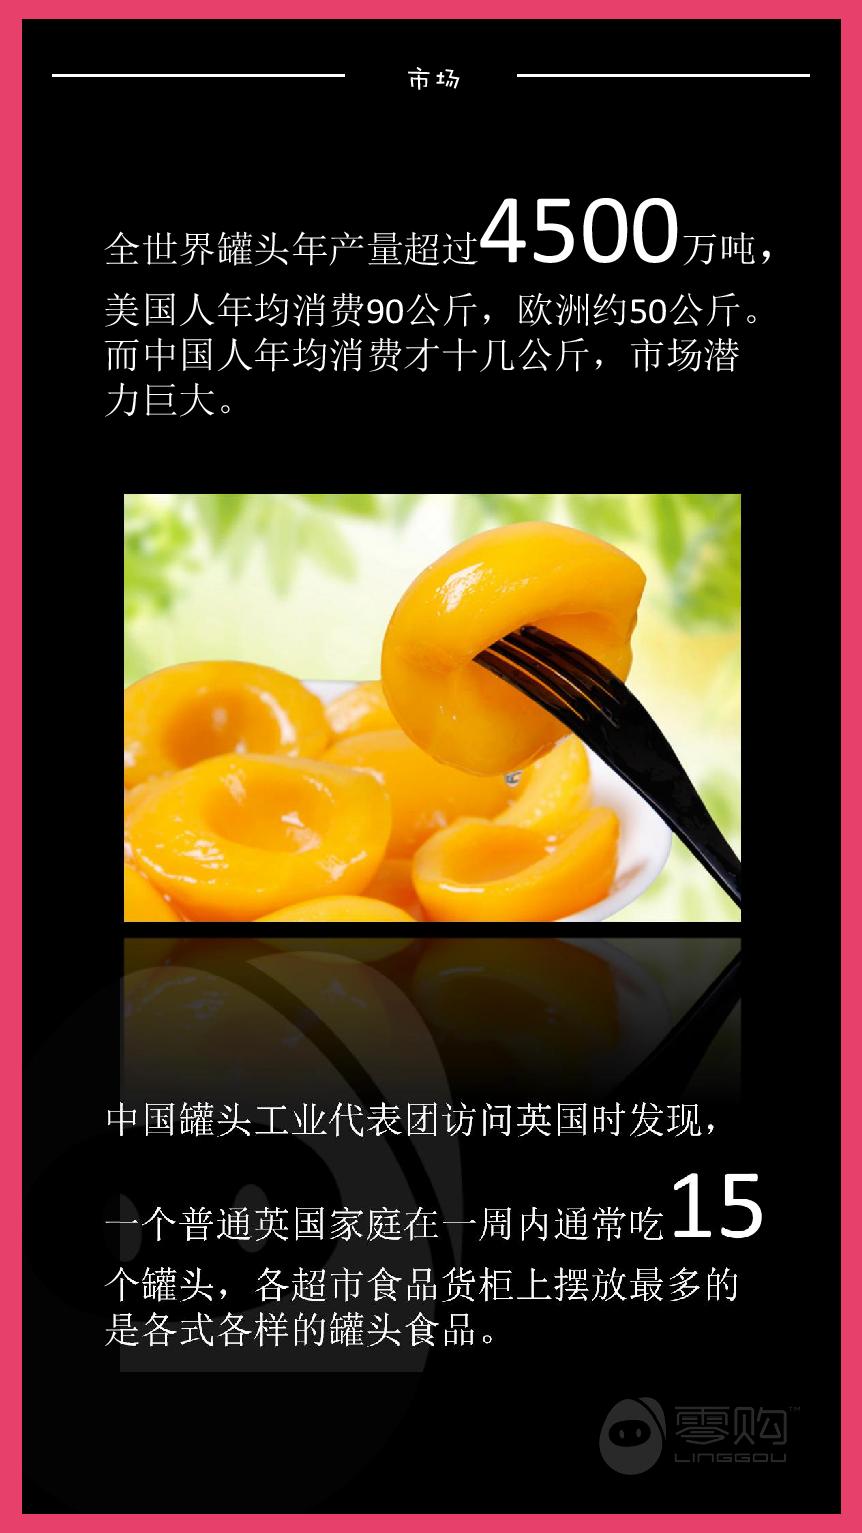 市场
全世界罐头年产量超过4500万吨，
美国人年均消费90公斤，欧洲约50公斤。
而中国人年均消费才十几公斤，市场潜
力巨大。
中国罐头工业代表团访问英国时发现，
一个普通英国家庭在一周内通常吃15
个罐头，各超市食品货柜上摆放最多的
是各式各样的罐头食品。
零购™
LINGGOU